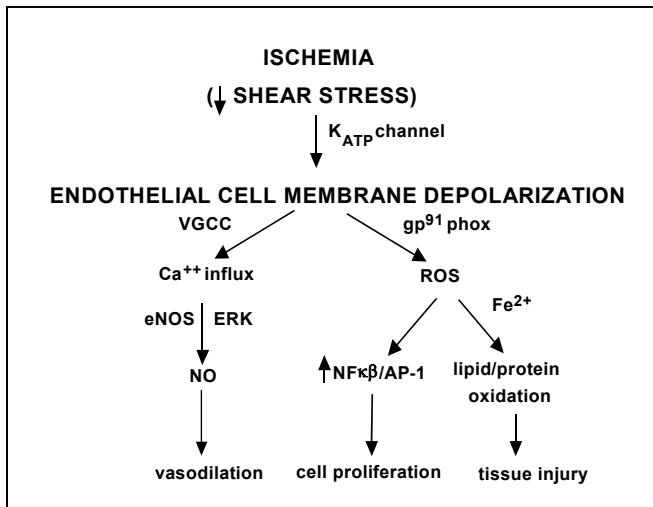 ISCHEMIA
(↓ SHEAR STRESS)
K_ATP channel
ENDOTHELIAL CELL MEMBRANE DEPOLARIZATION
VGCC gp⁹¹ phox
Ca⁺⁺ influx ROS
Fe²⁺
eNOS ERK
NO ↑NFκβ/AP-1 lipid/protein
oxidation
vasodilation cell proliferation tissue injury